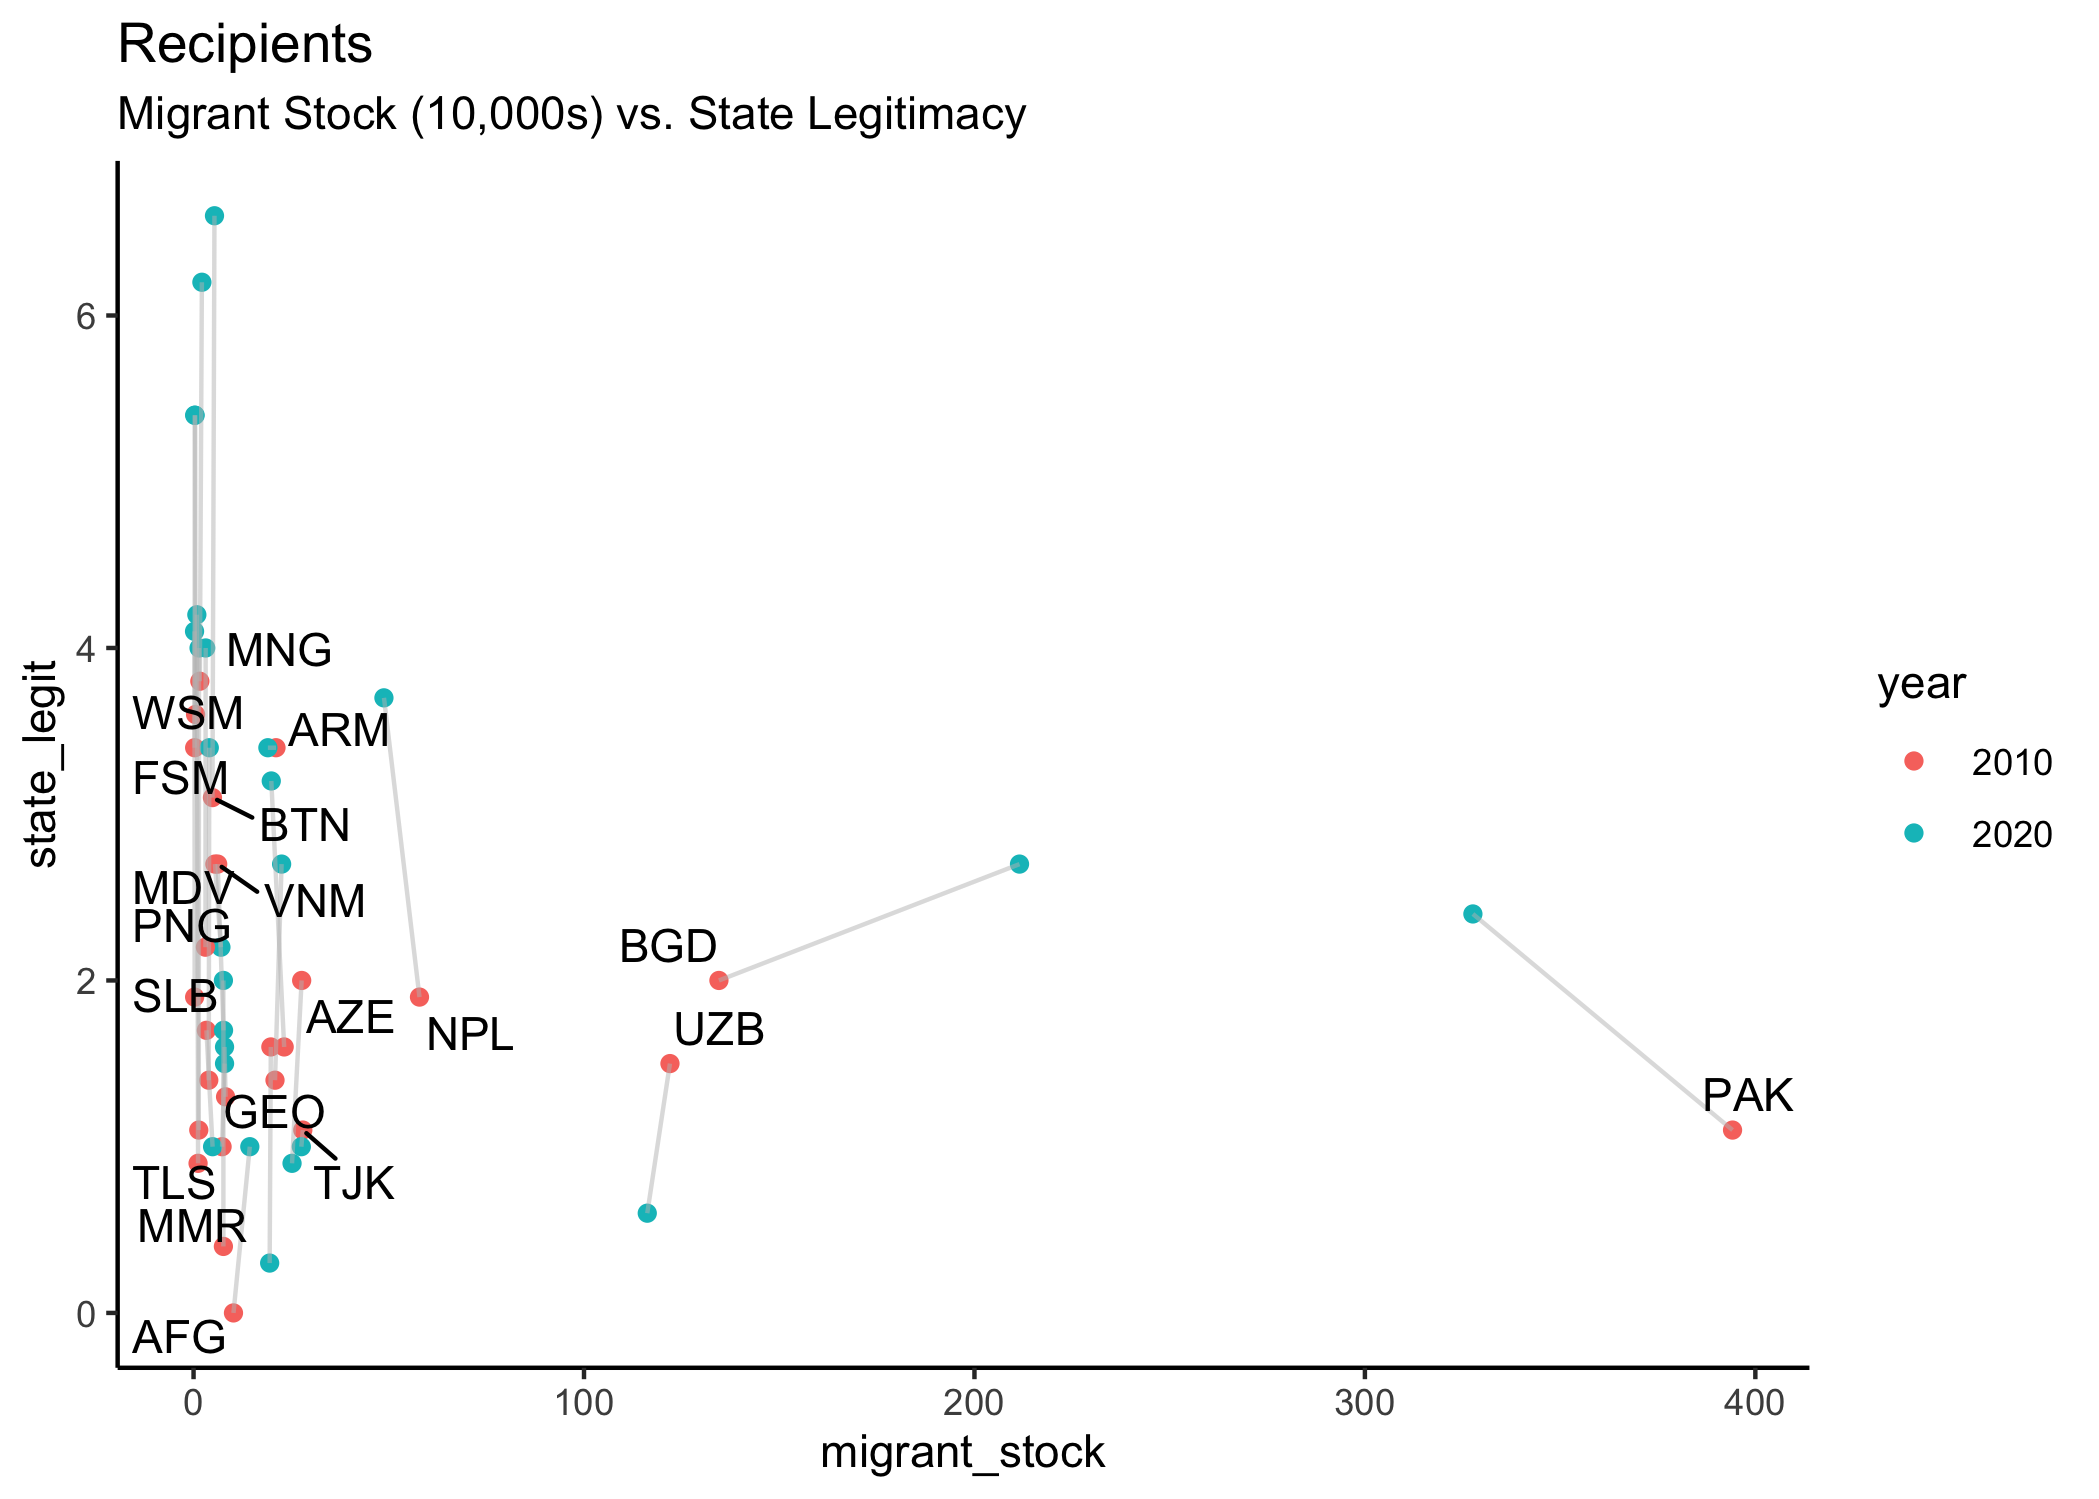 Recipients
Migrant Stock (10,000s) vs. State Legitimacy
state_legit
6
4
2
0
MNG
WSM
ARM
FSM
BTN
MDV
VNM
PNG
BGD
SLB
AZE
NPL
UZB
PAK
GEO
TLS
TJK
MMR
AFG
0
100
200
300
400
migrant_stock
year
2010
2020